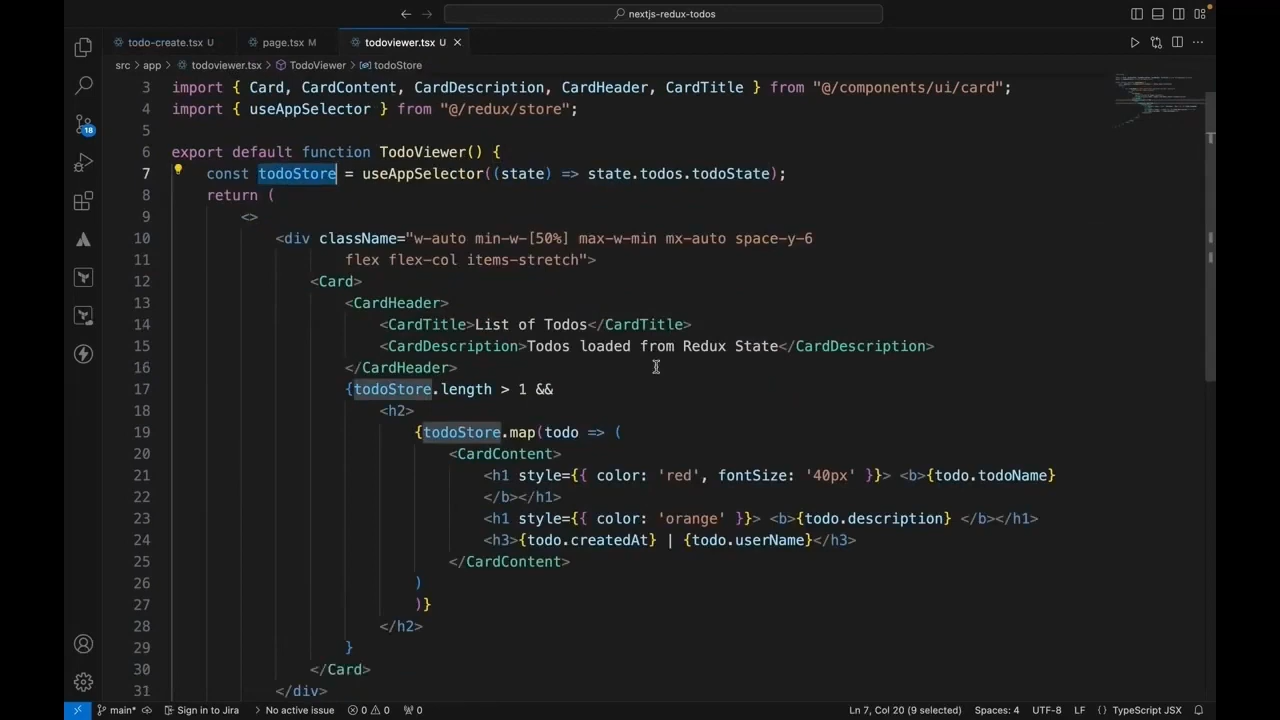 nextjs-redux-todos
todo-create.tsx U
page.tsx M
todoviewer.tsx U
src > app > todoviewer.tsx > TodoViewer > todoStore
3 import { Card, CardContent, CardDescription, CardHeader, CardTitle } from "@/components/ui/card";
4 import { useAppSelector } from "@/redux/store";
5
6 export default function TodoViewer() {
7 const todoStore = useAppSelector((state) => state.todos.todoState);
8 return (
9 <>
10 <div className="w-auto min-w-[50%] max-w-min mx-auto space-y-6
11 flex flex-col items-stretch">
12 <Card>
13 <CardHeader>
14 <CardTitle>List of Todos</CardTitle>
15 <CardDescription>Todos loaded from Redux State</CardDescription>
16 </CardHeader>
17 {todoStore.length > 1 &&
18 <h2>
19 {todoStore.map(todo => (
20 <CardContent>
21 <h1 style={{ color: 'red', fontSize: '40px' }}> <b>{todo.todoName}
22 </b></h1>
23 <h1 style={{ color: 'orange' }}> <b>{todo.description} </b></h1>
24 <h3>{todo.createdAt} | {todo.userName}</h3>
25 </CardContent>
26 )
27 )}
28 </h2>
29 }
30 </Card>
31 </div>
18
main* Sign in to Jira No active issue 0 0 0 Ln 7, Col 20 (9 selected) Spaces: 4 UTF-8 LF {} TypeScript JSX